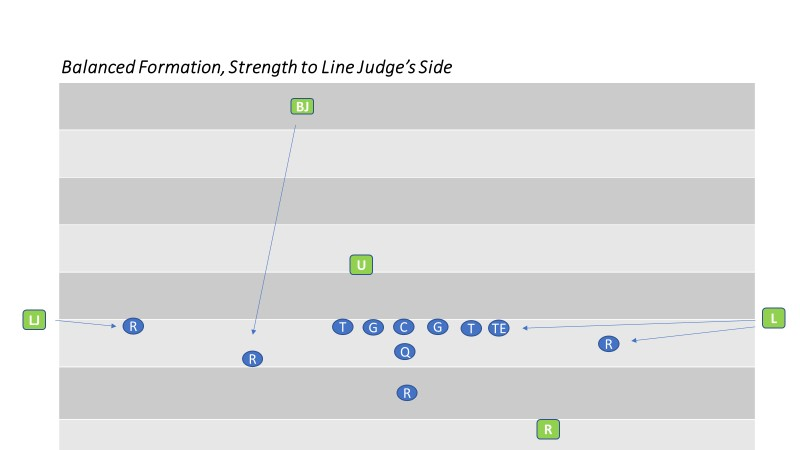 Balanced Formation, Strength to Line Judge's Side
BJ
U
LJ
R
T
G
C
G
T
TE
L
Q
R
R
R
R